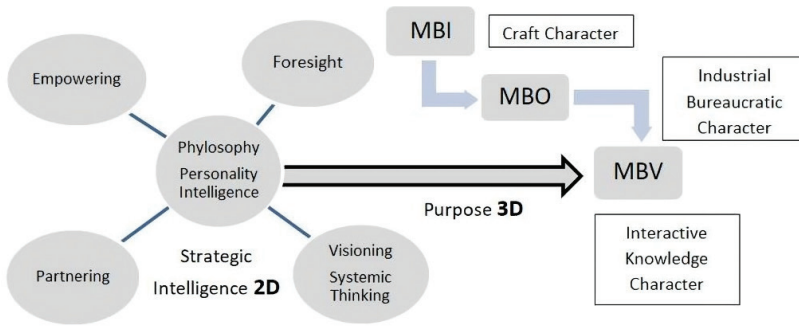 Empowering
Foresight
Phylosophy
Personality
Intelligence
Partnering
Strategic
Intelligence 2D
Visioning
Systemic
Thinking
MBI
Craft Character
MBO
Industrial
Bureaucratic
Character
MBV
Purpose 3D
Interactive
Knowledge
Character